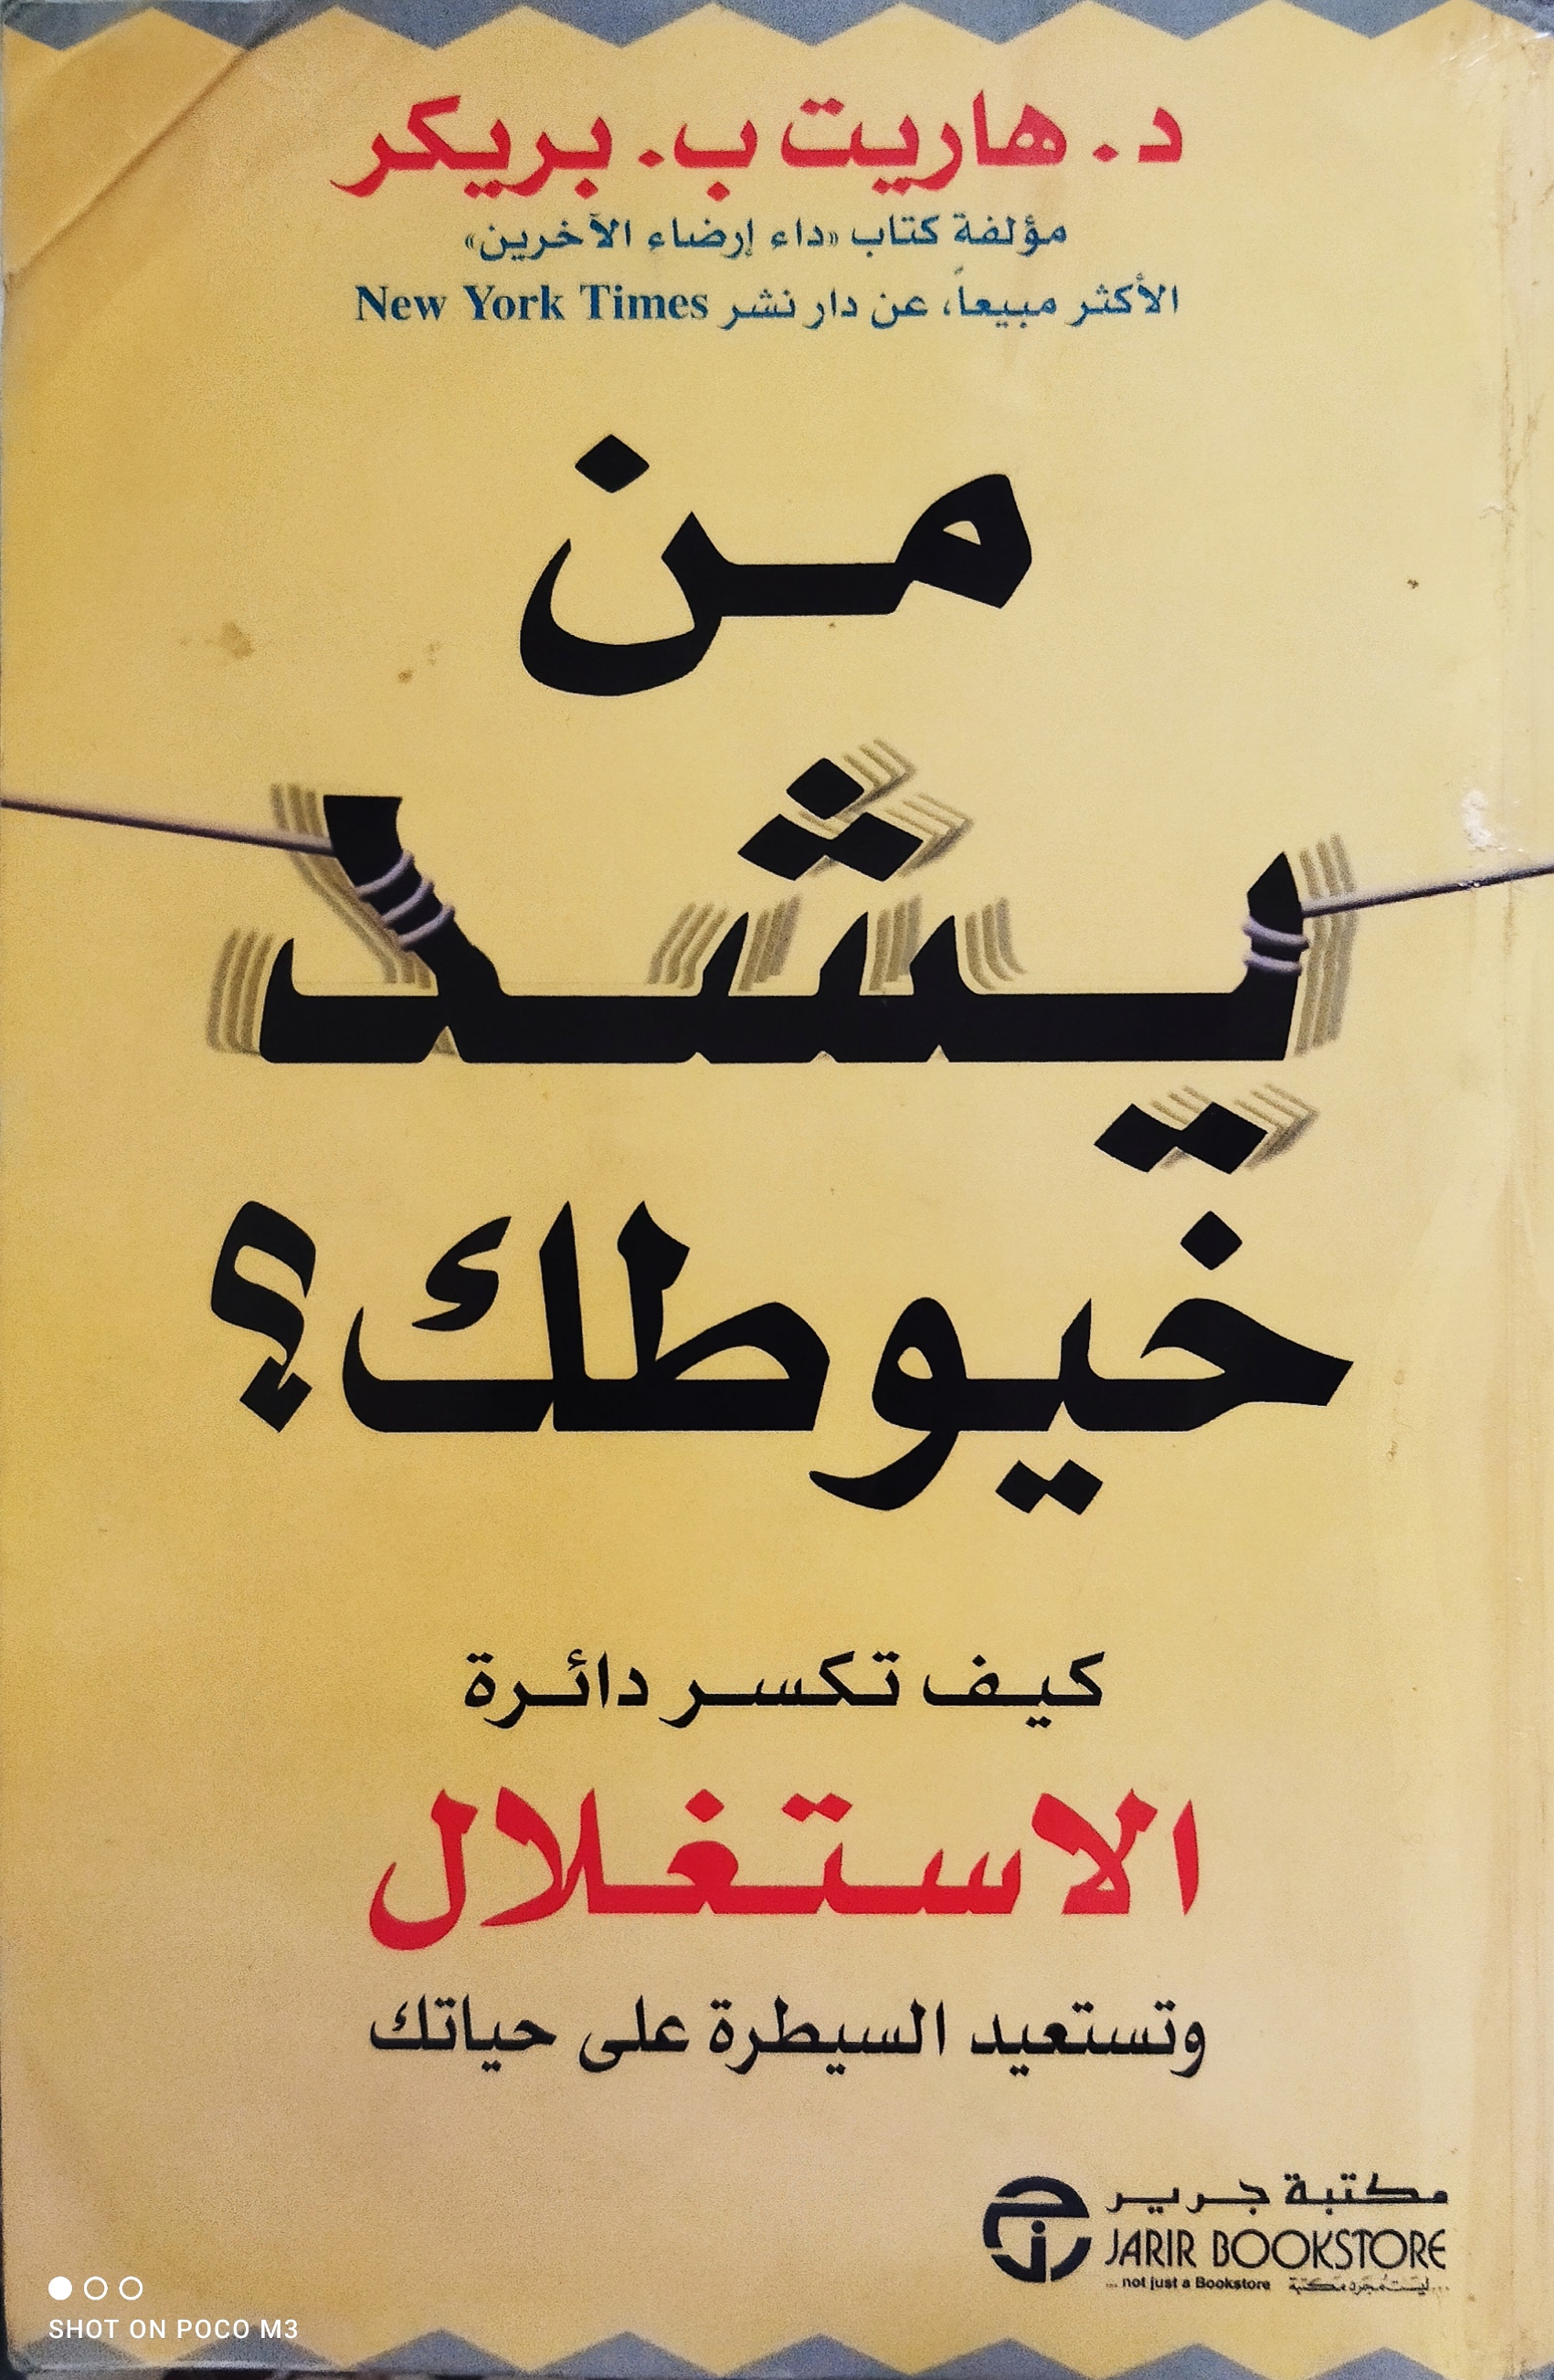 د. هاريت ب. بريكر
مؤلفة كتاب «داء إرضاء الآخرين»
الأكثر مبيعاً، عن دار نشر New York Times
من
يشد
خيوطك؟
كيف تكسر دائرة
الاستغلال
وتستعيد السيطرة على حياتك
مكتبة جرير
JARIR BOOKSTORE
... not just a Bookstore ...ليست مجرد مكتبة
SHOT ON POCO M3